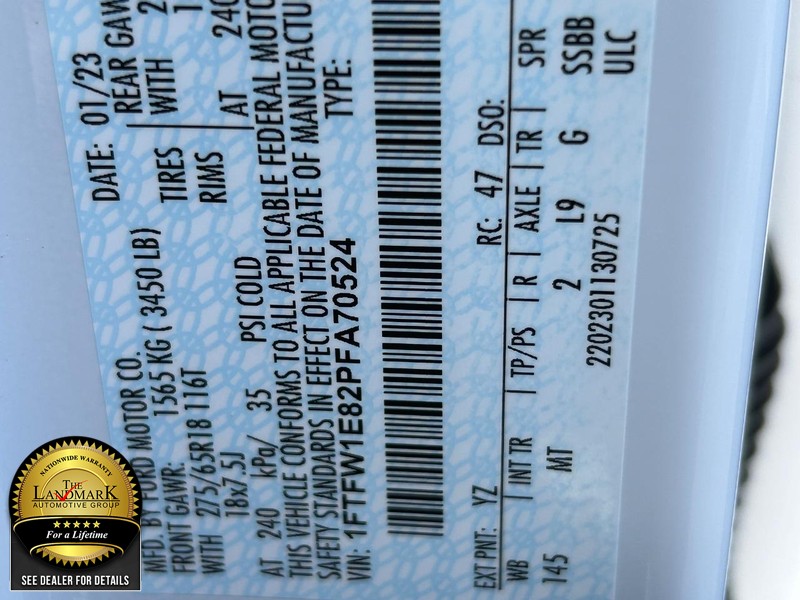 MFD. BY FORD MOTOR CO.
DATE: 01/23
FRONT GAWR: 1565 KG ( 3450 LB)
REAR GAW
WITH 275/65R18 116T TIRES
WITH
18x7.5J RIMS
AT 240 kPa/ 35 PSI COLD
AT 240
THIS VEHICLE CONFORMS TO ALL APPLICABLE FEDERAL MOTO
SAFETY STANDARDS IN EFFECT ON THE DATE OF MANUFACTU
VIN: 1FTFW1E82PFA70524 TYPE:
EXT PNT: YZ RC: 47 DSO:
WB INT TR TP/PS R AXLE TR SPR
145 MT 2 L9 G SSBB
2202301130725 ULC
NATIONWIDE WARRANTY
THE
LANDMARK
AUTOMOTIVE GROUP
For a Lifetime
SEE DEALER FOR DETAILS